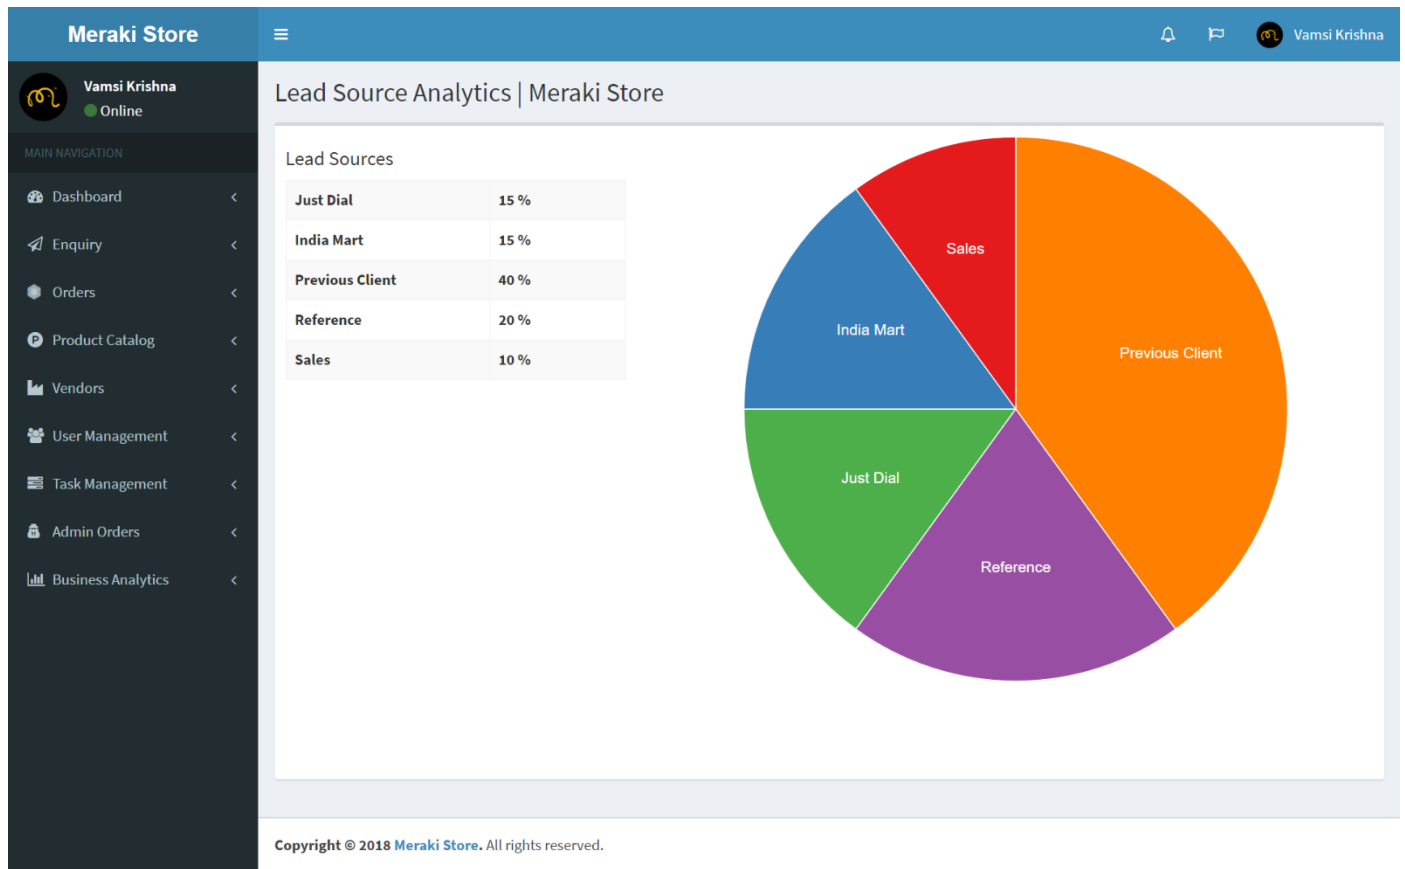 Meravki Store
Vamsi Krishna
Vamsi Krishna
Online
MAIN NAVIGATION
Dashboard
Enquiry
Orders
Product Catalog
Vendors
User Management
Task Management
Admin Orders
Business Analytics
Lead Source Analytics | Meraki Store
Lead Sources
Just Dial 15 %
India Mart 15 %
Previous Client 40 %
Reference 20 %
Sales 10 %
Sales
India Mart
Previous Client
Just Dial
Reference
Copyright © 2018 Meraki Store. All rights reserved.